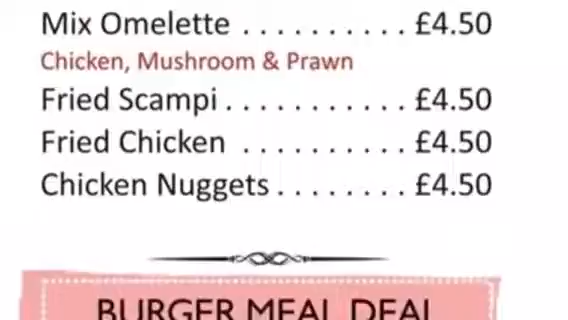 Mix Omelette . . . . . . . . . . £4.50
Chicken, Mushroom & Prawn
Fried Scampi . . . . . . . . . . . £4.50
Fried Chicken . . . . . . . . . . £4.50
Chicken Nuggets . . . . . . . . £4.50
BURGER MEAL DEAL